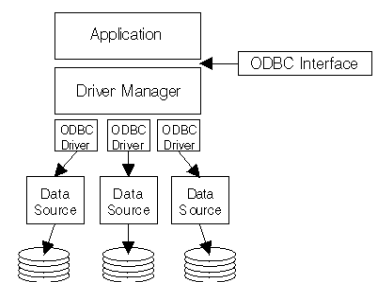 Application
ODBC Interface
Driver Manager
ODBC
Driver
ODBC
Driver
ODBC
Driver
Data
Source
Data
Source
Data
Source